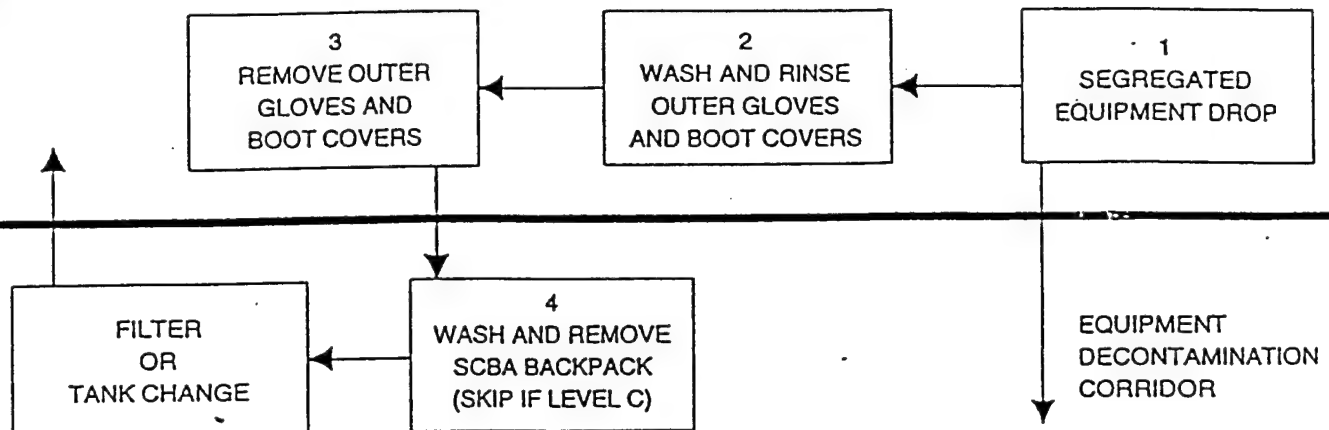 3
REMOVE OUTER
GLOVES AND
BOOT COVERS
2
WASH AND RINSE
OUTER GLOVES
AND BOOT COVERS
1
SEGREGATED
EQUIPMENT DROP
FILTER
OR
TANK CHANGE
4
WASH AND REMOVE
SCBA BACKPACK
(SKIP IF LEVEL C)
EQUIPMENT
DECONTAMINATION
CORRIDOR